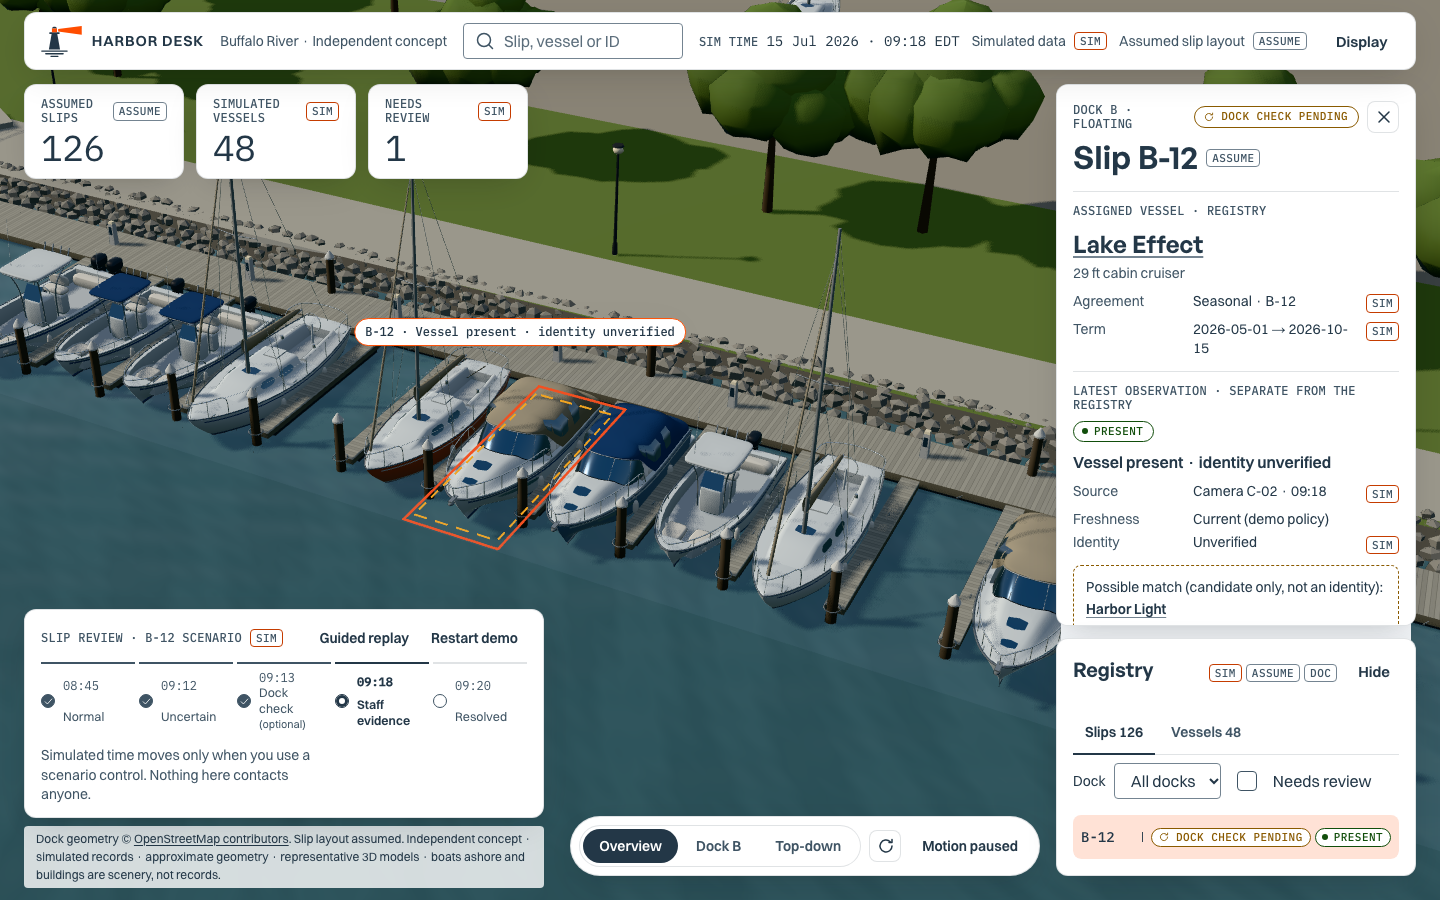 HARBOR DESK
Buffalo River · Independent concept
Slip, vessel or ID
SIM TIME 15 Jul 2026 · 09:18 EDT
Simulated data SIM
Assumed slip layout ASSUME
Display
ASSUMED SLIPS ASSUME
126
SIMULATED VESSELS SIM
48
NEEDS REVIEW SIM
1
B-12 · Vessel present · identity unverified
DOCK B · FLOATING
DOCK CHECK PENDING
Slip B-12 ASSUME
ASSIGNED VESSEL · REGISTRY
Lake Effect
29 ft cabin cruiser
Agreement Seasonal · B-12 SIM
Term 2026-05-01 → 2026-10-15 SIM
LATEST OBSERVATION · SEPARATE FROM THE
REGISTRY
PRESENT
Vessel present · identity unverified
Source Camera C-02 · 09:18 SIM
Freshness Current (demo policy)
Identity Unverified SIM
Possible match (candidate only, not an identity):
Harbor Light
Registry SIM ASSUME DOC Hide
Slips 126 Vessels 48
Dock All docks Needs review
B-12 DOCK CHECK PENDING PRESENT
SLIP REVIEW · B-12 SCENARIO SIM
Guided replay Restart demo
08:45
Normal
09:12
Uncertain
09:13
Dock
check
(optional)
09:18
Staff
evidence
09:20
Resolved
Simulated time moves only when you use a
scenario control. Nothing here contacts
anyone.
Dock geometry © OpenStreetMap contributors. Slip layout assumed. Independent concept ·
simulated records · approximate geometry · representative 3D models · boats ashore and
buildings are scenery, not records.
Overview Dock B Top-down Motion paused